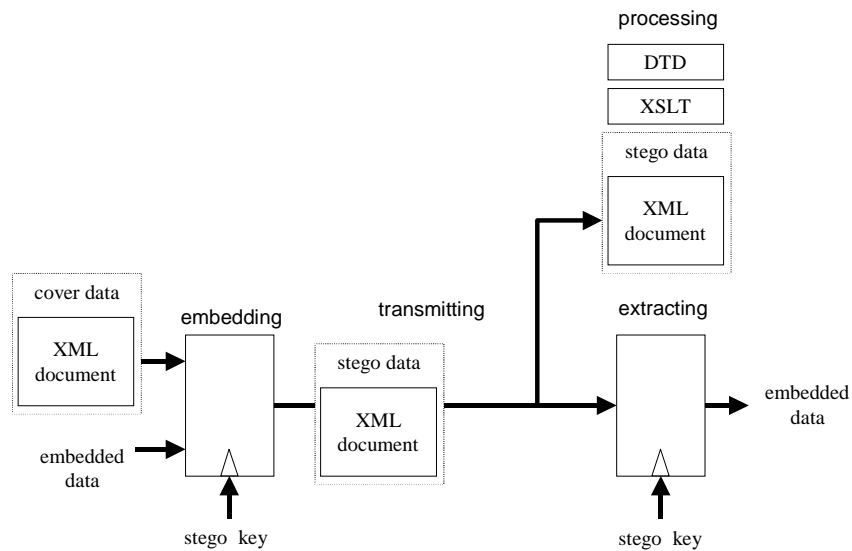 processing
DTD
XSLT
stego data
XML
document
cover data
XML
document
embedding
transmitting
extracting
stego data
XML
document
embedded
data
embedded
data
stego key
stego key